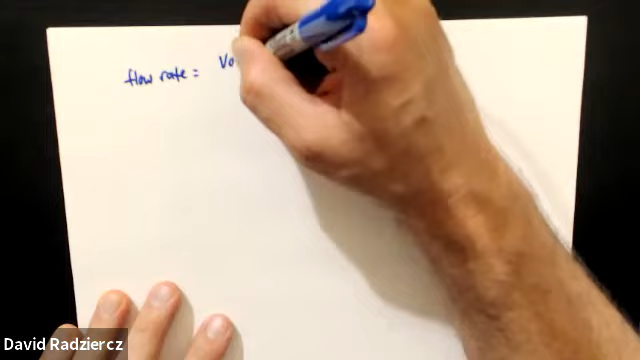 flow rate = Vo
David Radziercz